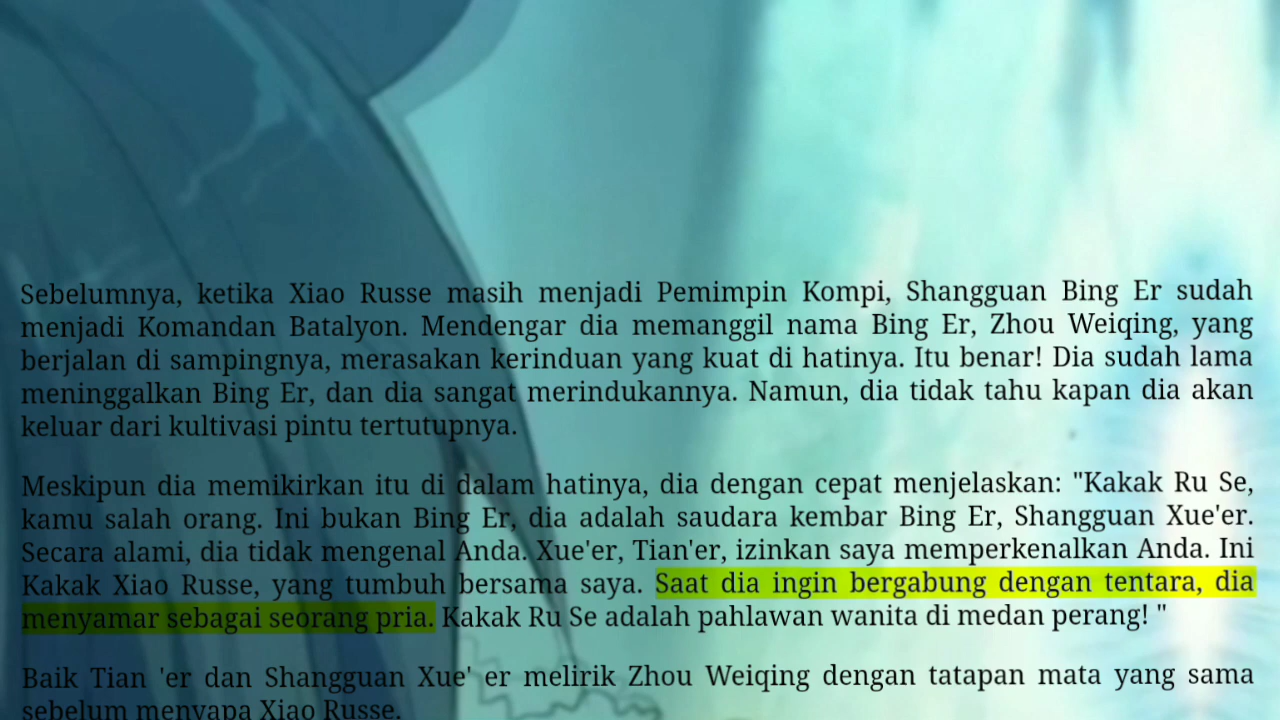 Sebelumnya, ketika Xiao Russe masih menjadi Pemimpin Kompi, Shangguan Bing Er sudah
menjadi Komandan Batalyon. Mendengar dia memanggil nama Bing Er, Zhou Weiqing, yang
berjalan di sampingnya, merasakan kerinduan yang kuat di hatinya. Itu benar! Dia sudah lama
meninggalkan Bing Er, dan dia sangat merindukannya. Namun, dia tidak tahu kapan dia akan
keluar dari kultivasi pintu tertutupnya.
Meskipun dia memikirkan itu di dalam hatinya, dia dengan cepat menjelaskan: "Kakak Ru Se,
kamu salah orang. Ini bukan Bing Er, dia adalah saudara kembar Bing Er, Shangguan Xue'er.
Secara alami, dia tidak mengenal Anda. Xue'er, Tian'er, izinkan saya memperkenalkan Anda. Ini
Kakak Xiao Russe, yang tumbuh bersama saya. Saat dia ingin bergabung dengan tentara, dia
menyamar sebagai seorang pria. Kakak Ru Se adalah pahlawan wanita di medan perang! "
Baik Tian 'er dan Shangguan Xue' er melirik Zhou Weiqing dengan tatapan mata yang sama
sebelum menyapa Xiao Russe.